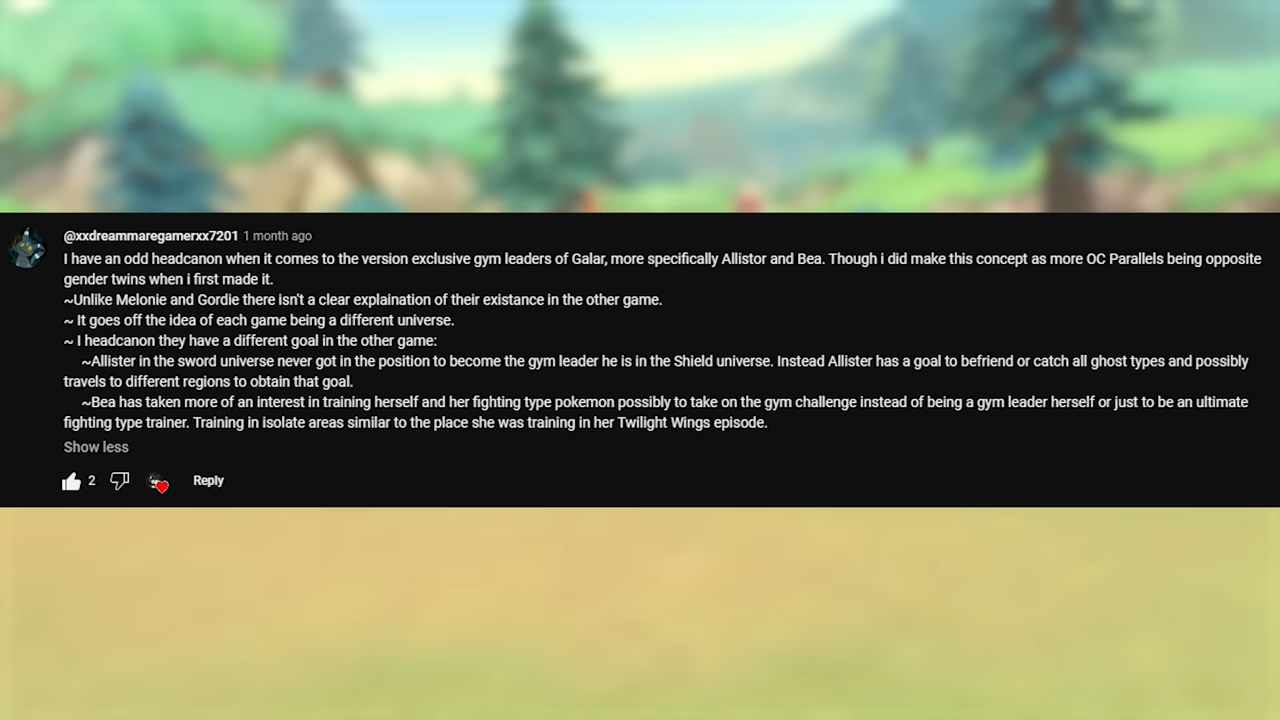 @xxdreammaregamerxx7201 1 month ago
I have an odd headcanon when it comes to the version exclusive gym leaders of Galar, more specifically Allistor and Bea. Though i did make this concept as more OC Parallels being opposite
gender twins when i first made it.
~Unlike Melonie and Gordie there isn't a clear explaination of their existance in the other game.
~ It goes off the idea of each game being a different universe.
~ I headcanon they have a different goal in the other game:
~Allister in the sword universe never got in the position to become the gym leader he is in the Shield universe. Instead Allister has a goal to befriend or catch all ghost types and possibly
travels to different regions to obtain that goal.
~Bea has taken more of an interest in training herself and her fighting type pokemon possibly to take on the gym challenge instead of being a gym leader herself or just to be an ultimate
fighting type trainer. Training in isolate areas similar to the place she was training in her Twilight Wings episode.
Show less
2 Reply